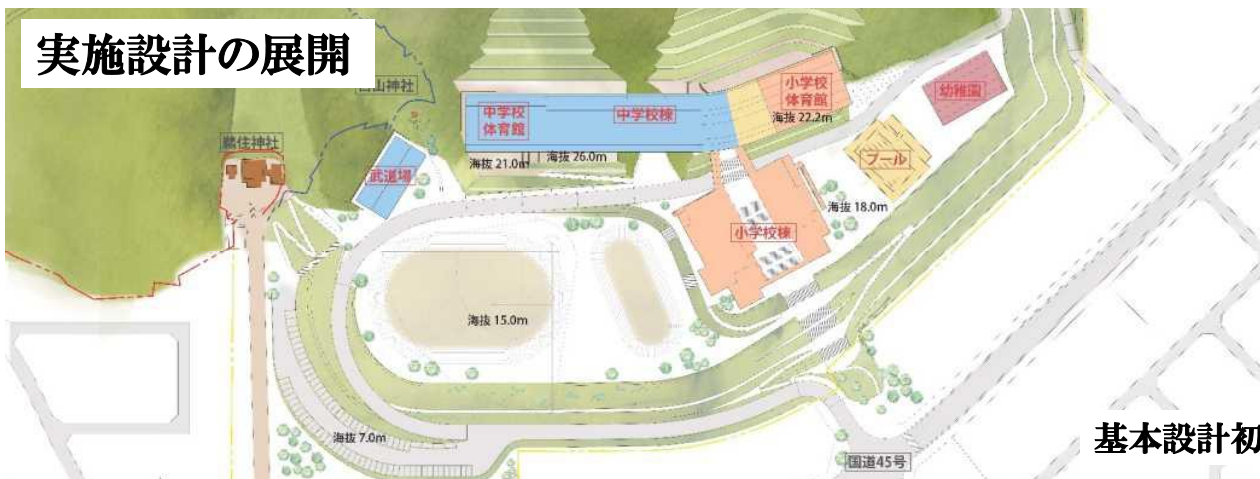 実施設計の展開
山神社
鵜住神社
中学校
体育館
中学校棟
小学校
体育館
海抜 22.2m
幼稚園
海抜 21.0m
海抜 26.0m
武道場
プール
海抜 18.0m
小学校棟
海抜 15.0m
海抜 7.0m
国道45号
基本設計初